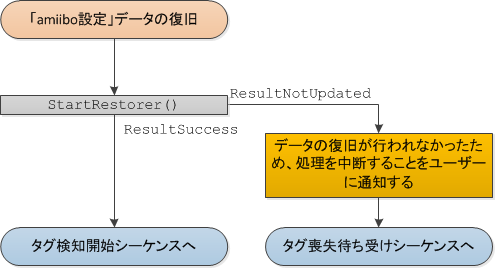 「amiibo設定」データの復旧
ResultNotUpdated
StartRestorer()
ResultSuccess
データの復旧が行われなかったた
め、処理を中断することをユーザー
に通知する
タグ検知開始シーケンスへ
タグ喪失待ち受けシーケンスへ